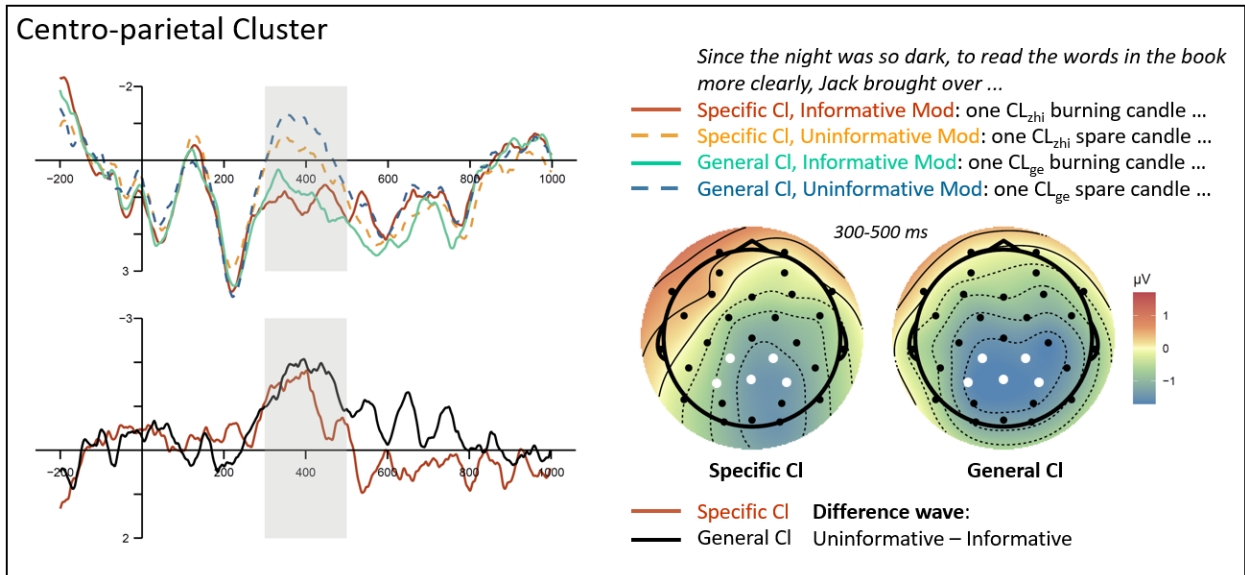 Centro-parietal Cluster
−2
−200
200
400
600
800
1000
3
−3
−200
200
400
600
800
1000
2
Since the night was so dark, to read the words in the book
more clearly, Jack brought over ...
Specific Cl, Informative Mod: one CLzhi burning candle ...
Specific Cl, Uninformative Mod: one CLzhi spare candle ...
General Cl, Informative Mod: one CLge burning candle ...
General Cl, Uninformative Mod: one CLge spare candle ...
300-500 ms
µV
1
0
−1
Specific Cl
General Cl
Specific Cl Difference wave:
General Cl Uninformative – Informative